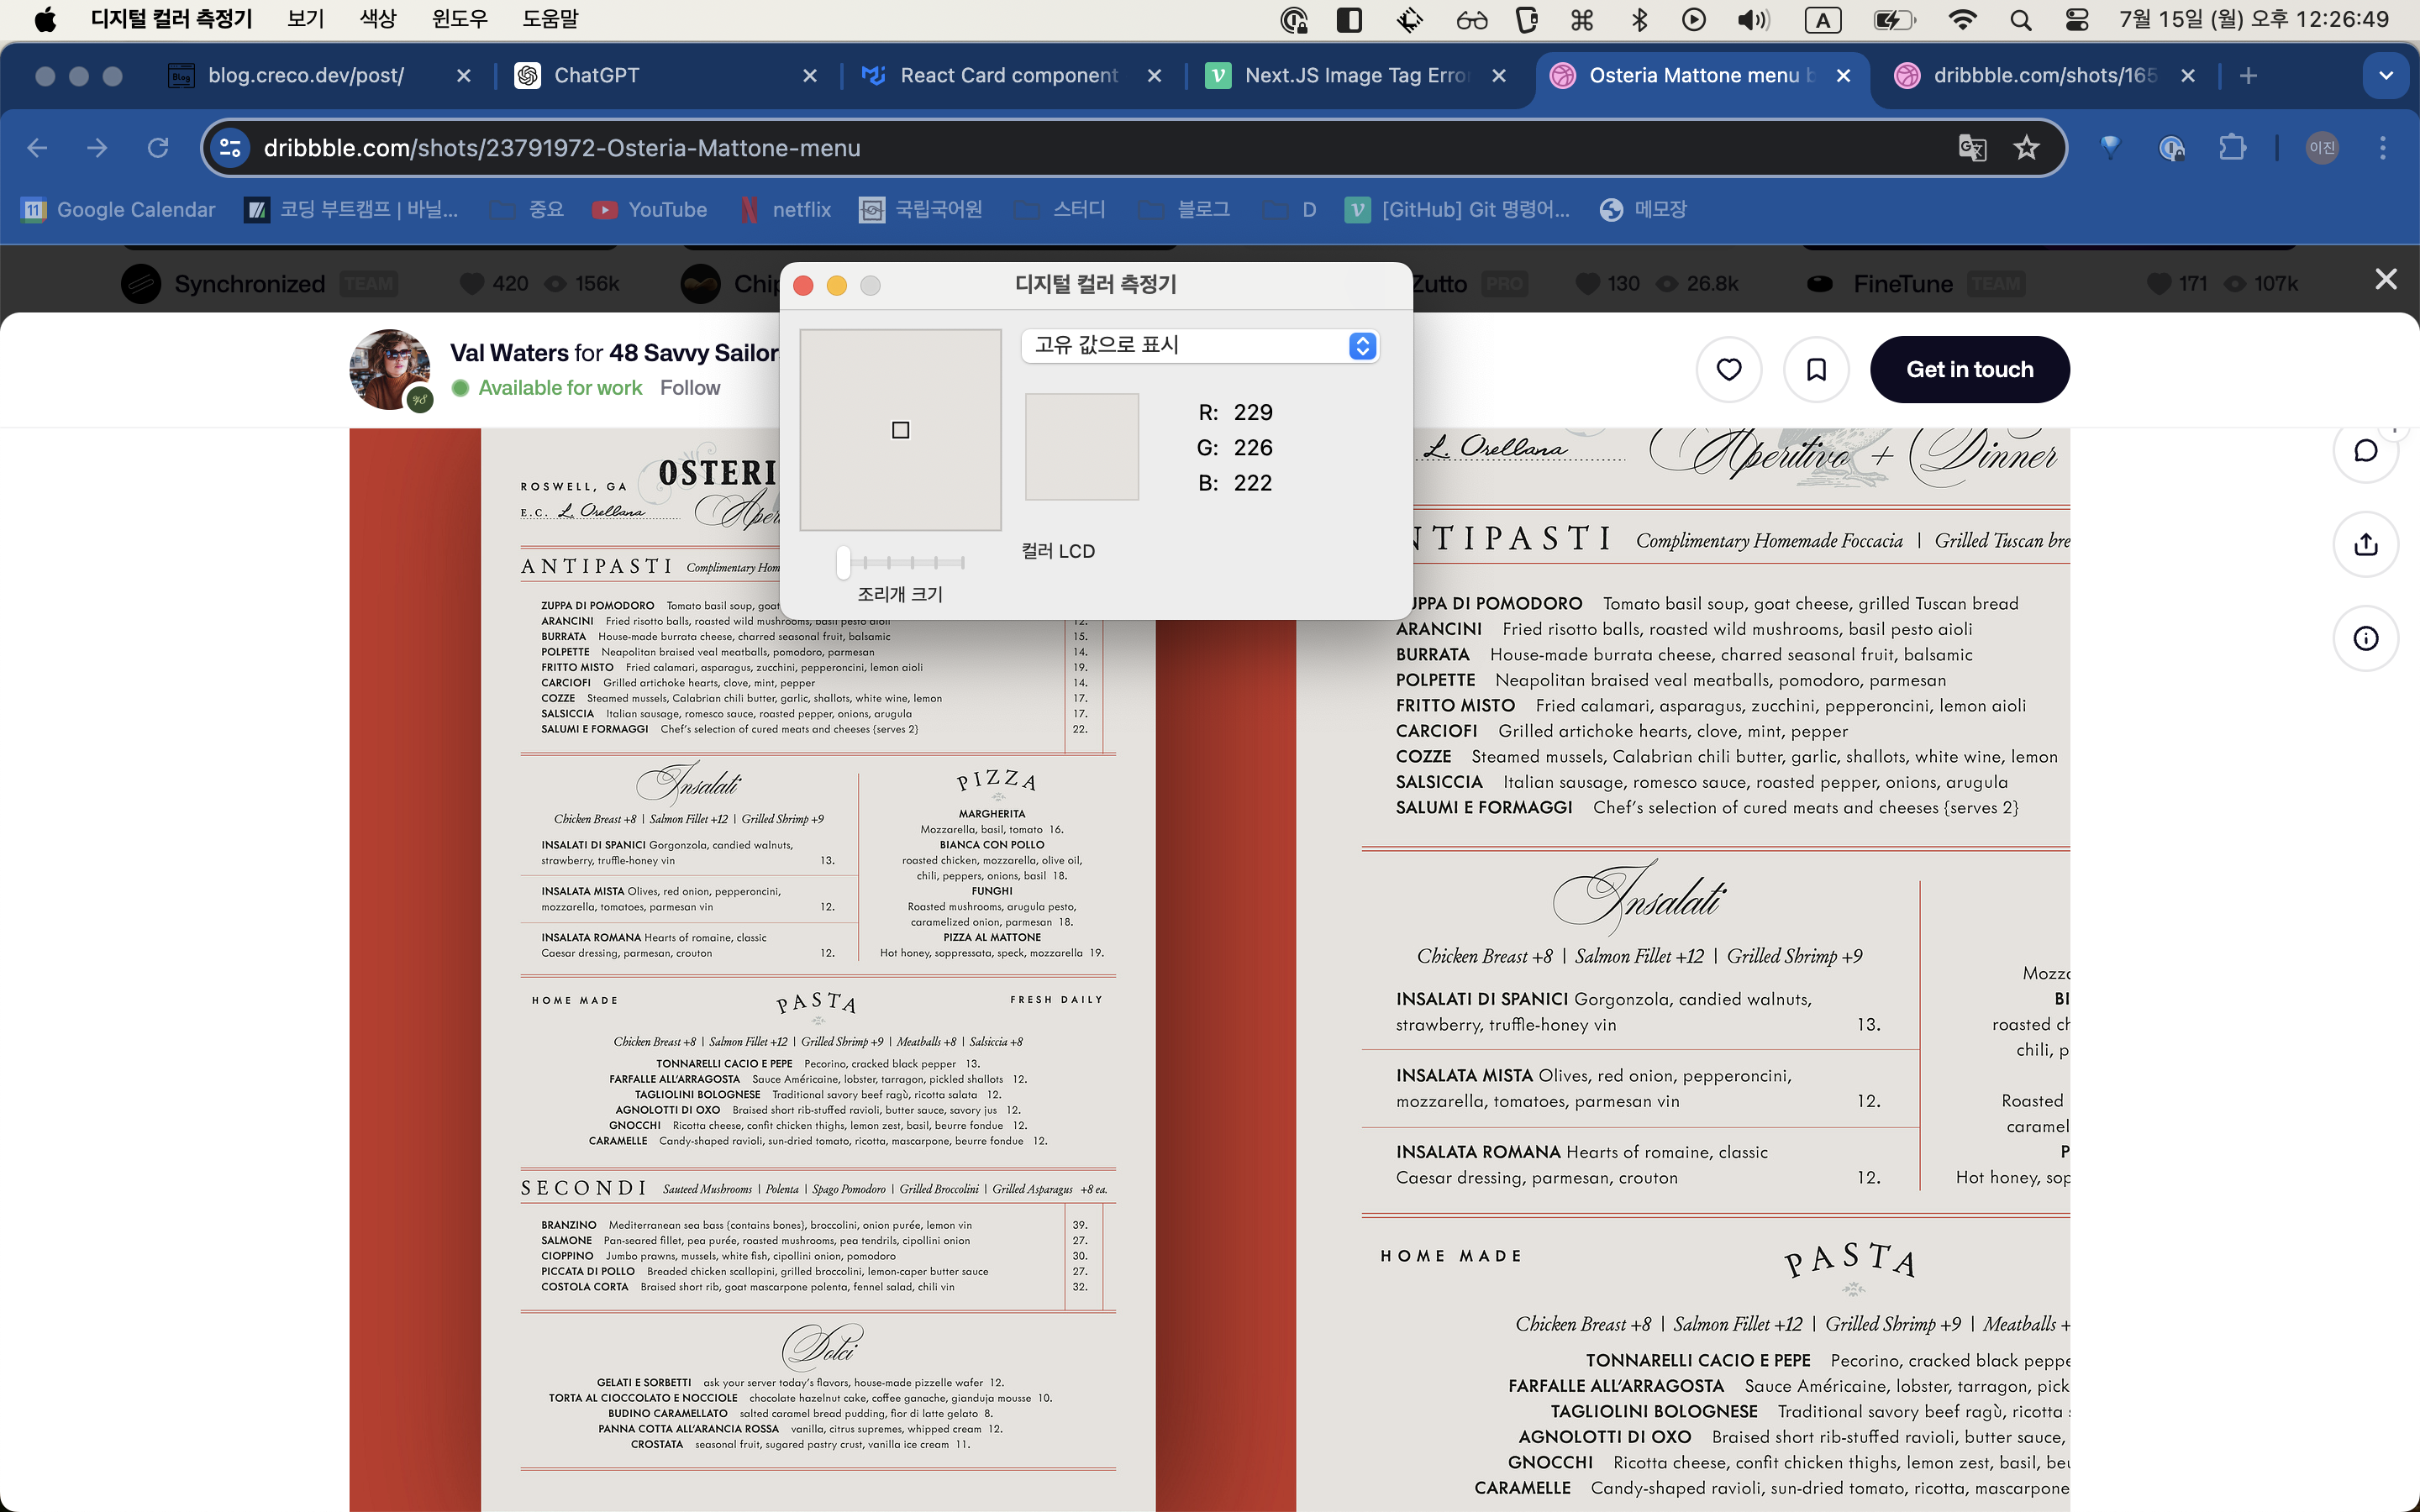 디지털 컬러 측정기 보기 색상 윈도우 도움말 A 7월 15일 (월) 오후 12:26:49
Blog blog.creco.dev/post/ ChatGPT React Card component Next.JS Image Tag Error Osteria Mattone menu dribbble.com/shots/165
dribbble.com/shots/23791972-Osteria-Mattone-menu 이진
11 Google Calendar 코딩 부트캠프 | 바닐... 중요 YouTube netflix 국립국어원 스터디 블로그 D [GitHub] Git 명령어... 메모장
Synchronized TEAM 420 156k Chip Zutto PRO 130 26.8k FineTune TEAM 171 107k
디지털 컬러 측정기
고유 값으로 표시
R: 229
G: 226
B: 222
컬러 LCD
조리개 크기
Val Waters for 48 Savvy Sailor
Available for work Follow
Get in touch
ROSWELL, GA OSTERI
E.C. L. Orellana Aper
ANTIPASTI Complimentary Hom
ZUPPA DI POMODORO Tomato basil soup, goat
ARANCINI Fried risotto balls, roasted wild mushrooms, basil pesto aioli 12.
BURRATA House-made burrata cheese, charred seasonal fruit, balsamic 15.
POLPETTE Neapolitan braised veal meatballs, pomodoro, parmesan 14.
FRITTO MISTO Fried calamari, asparagus, zucchini, pepperoncini, lemon aioli 19.
CARCIOFI Grilled artichoke hearts, clove, mint, pepper 14.
COZZE Steamed mussels, Calabrian chili butter, garlic, shallots, white wine, lemon 17.
SALSICCIA Italian sausage, romesco sauce, roasted pepper, onions, arugula 17.
SALUMI E FORMAGGI Chef's selection of cured meats and cheeses {serves 2} 22.
Insalati
Chicken Breast +8 | Salmon Fillet +12 | Grilled Shrimp +9
INSALATI DI SPANICI Gorgonzola, candied walnuts,
strawberry, truffle-honey vin 13.
INSALATA MISTA Olives, red onion, pepperoncini,
mozzarella, tomatoes, parmesan vin 12.
INSALATA ROMANA Hearts of romaine, classic
Caesar dressing, parmesan, crouton 12.
PIZZA
MARGHERITA
Mozzarella, basil, tomato 16.
BIANCA CON POLLO
roasted chicken, mozzarella, olive oil,
chili, peppers, onions, basil 18.
FUNGHI
Roasted mushrooms, arugula pesto,
caramelized onion, parmesan 18.
PIZZA AL MATTONE
Hot honey, soppressata, speck, mozzarella 19.
HOME MADE PASTA FRESH DAILY
Chicken Breast +8 | Salmon Fillet +12 | Grilled Shrimp +9 | Meatballs +8 | Salsiccia +8
TONNARELLI CACIO E PEPE Pecorino, cracked black pepper 13.
FARFALLE ALL'ARRAGOSTA Sauce Américaine, lobster, tarragon, pickled shallots 12.
TAGLIOLINI BOLOGNESE Traditional savory beef ragù, ricotta salata 12.
AGNOLOTTI DI OXO Braised short rib-stuffed ravioli, butter sauce, savory jus 12.
GNOCCHI Ricotta cheese, confit chicken thighs, lemon zest, basil, beurre fondue 12.
CARAMELLE Candy-shaped ravioli, sun-dried tomato, ricotta, mascarpone, beurre fondue 12.
SECONDI Sauteed Mushrooms | Polenta | Spago Pomodoro | Grilled Broccolini | Grilled Asparagus +8 ea.
BRANZINO Mediterranean sea bass {contains bones}, broccolini, onion purée, lemon vin 39.
SALMONE Pan-seared fillet, pea purée, roasted mushrooms, pea tendrils, cipollini onion 27.
CIOPPINO Jumbo prawns, mussels, white fish, cipollini onion, pomodoro 30.
PICCATA DI POLLO Breaded chicken scallopini, grilled broccolini, lemon-caper butter sauce 27.
COSTOLA CORTA Braised short rib, goat mascarpone polenta, fennel salad, chili vin 32.
Dolci
GELATI E SORBETTI ask your server today's flavors, house-made pizzelle wafer 12.
TORTA AL CIOCCOLATO E NOCCIOLE chocolate hazelnut cake, coffee ganache, gianduja mousse 10.
BUDINO CARAMELLATO salted caramel bread pudding, fior di latte gelato 8.
PANNA COTTA ALL'ARANCIA ROSSA vanilla, citrus supremes, whipped cream 12.
CROSTATA seasonal fruit, sugared pastry crust, vanilla ice cream 11.
L. Orellana Aperitivo + Dinner
NTIPASTI Complimentary Homemade Foccacia | Grilled Tuscan bre
UPPA DI POMODORO Tomato basil soup, goat cheese, grilled Tuscan bread
ARANCINI Fried risotto balls, roasted wild mushrooms, basil pesto aioli
BURRATA House-made burrata cheese, charred seasonal fruit, balsamic
POLPETTE Neapolitan braised veal meatballs, pomodoro, parmesan
FRITTO MISTO Fried calamari, asparagus, zucchini, pepperoncini, lemon aioli
CARCIOFI Grilled artichoke hearts, clove, mint, pepper
COZZE Steamed mussels, Calabrian chili butter, garlic, shallots, white wine, lemon
SALSICCIA Italian sausage, romesco sauce, roasted pepper, onions, arugula
SALUMI E FORMAGGI Chef's selection of cured meats and cheeses {serves 2}
Insalati
Chicken Breast +8 | Salmon Fillet +12 | Grilled Shrimp +9
INSALATI DI SPANICI Gorgonzola, candied walnuts,
strawberry, truffle-honey vin 13.
INSALATA MISTA Olives, red onion, pepperoncini,
mozzarella, tomatoes, parmesan vin 12.
INSALATA ROMANA Hearts of romaine, classic
Caesar dressing, parmesan, crouton 12.
Mozza
BI
roasted ch
chili, p
Roasted
caramel
P
Hot honey, sop
HOME MADE PASTA
Chicken Breast +8 | Salmon Fillet +12 | Grilled Shrimp +9 | Meatballs +
TONNARELLI CACIO E PEPE Pecorino, cracked black peppe
FARFALLE ALL'ARRAGOSTA Sauce Américaine, lobster, tarragon, pick
TAGLIOLINI BOLOGNESE Traditional savory beef ragù, ricotta s
AGNOLOTTI DI OXO Braised short rib-stuffed ravioli, butter sauce,
GNOCCHI Ricotta cheese, confit chicken thighs, lemon zest, basil, beu
CARAMELLE Candy-shaped ravioli, sun-dried tomato, ricotta, mascarpone